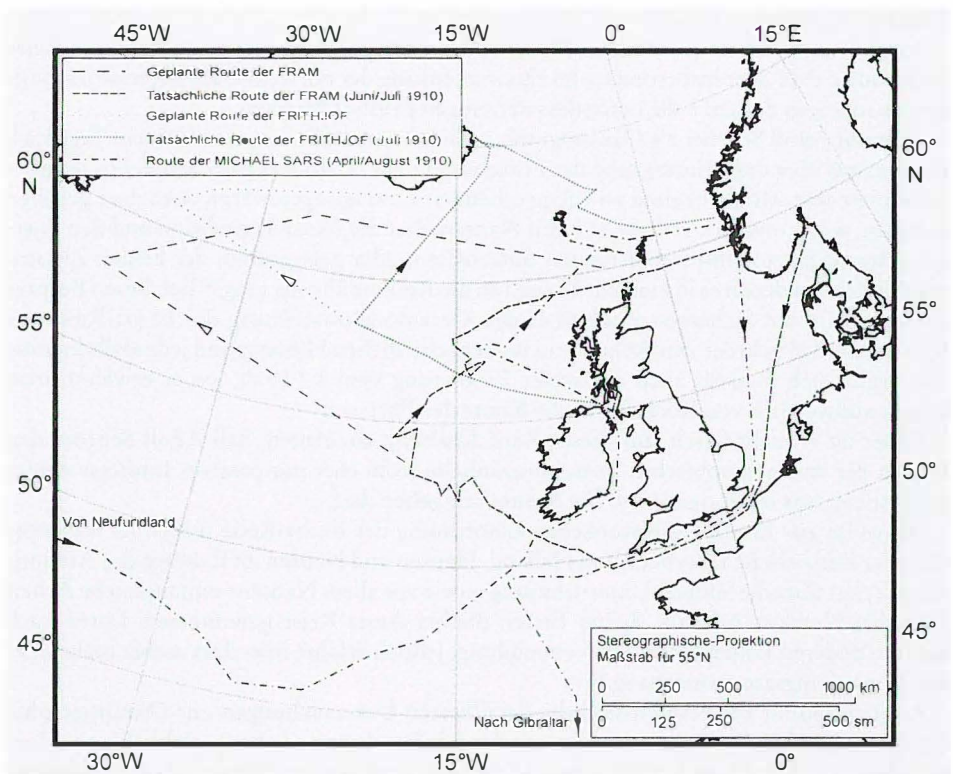 45°W 30°W 15°W 0° 15°E
Geplante Route der FRAM
Tatsächliche Route der FRAM (Juni/Juli 1910)
Geplante Route der FRITHJOF
Tatsächliche Route der FRIHJOF (Juli 1910)
Route der MICHAEL SARS (April/August 1910)
60° 60°
N N
55° 55°
50° 50°
Von Neufundland
45° 45°
Stereographische-Projektion
Maßstab für 55°N
0 250 500 1000 km
0 125 250 500 sm
Nach Gibraltar
30°W 15°W 0°